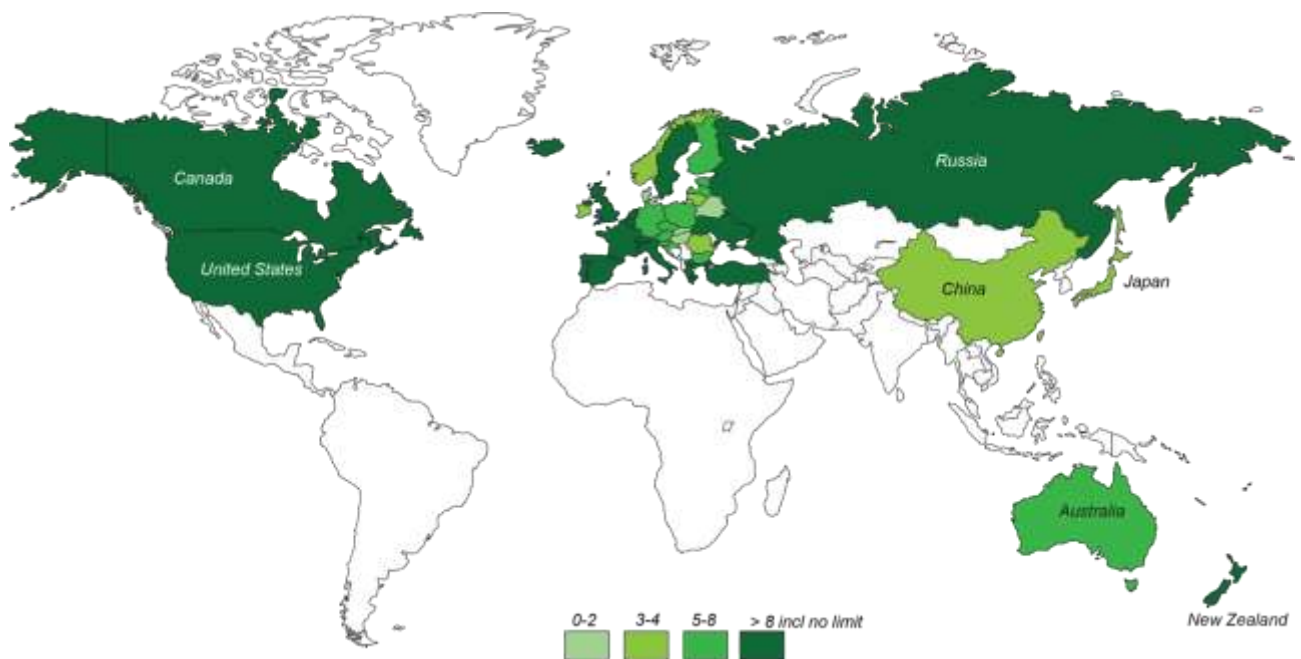 Canada
Russia
United States
China
Japan
Australia
New Zealand
0-2 3-4 5-8 > 8 incl no limit